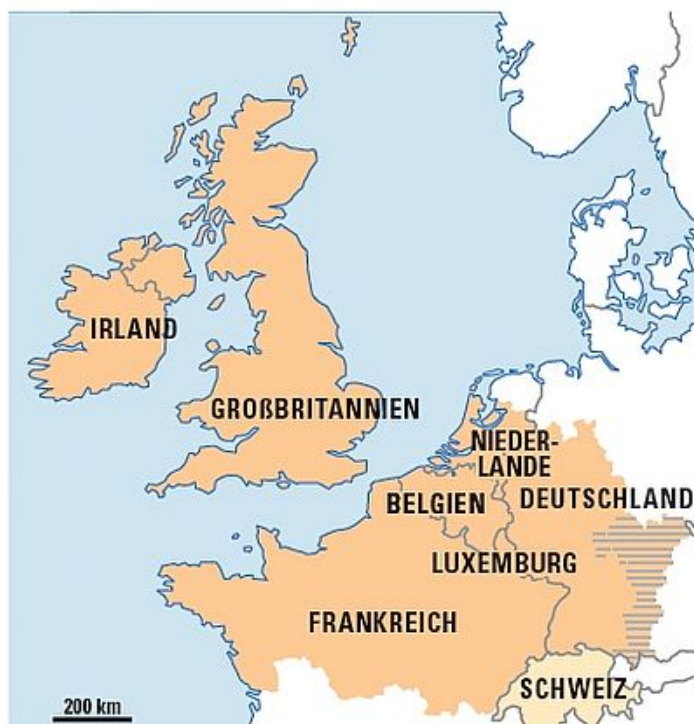 IRLAND
GROßBRITANNIEN
NIEDER-
LANDE
BELGIEN
DEUTSCHLAND
LUXEMBURG
FRANKREICH
SCHWEIZ
200 km